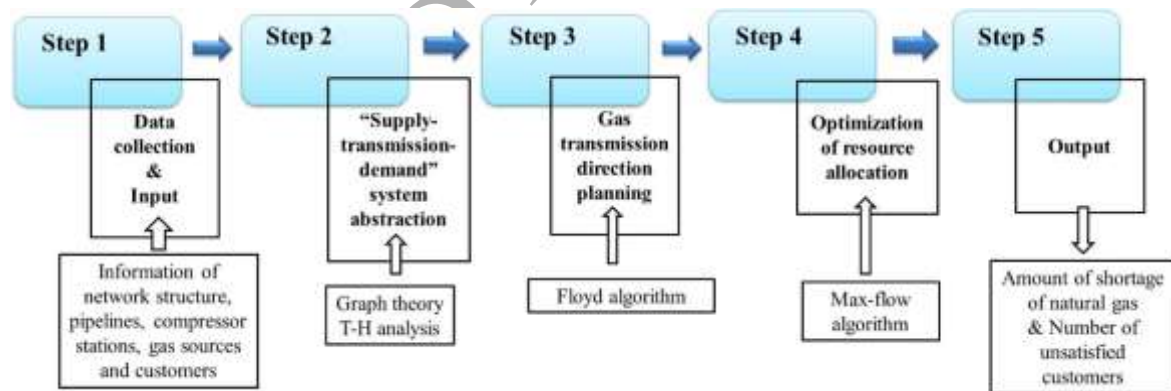 Step 1
Step 2
Step 3
Step 4
Step 5
Data
collection
&
Input
“Supply-
transmission-
demand”
system
abstraction
Gas
transmission
direction
planning
Optimization
of resource
allocation
Output
Information of
network structure,
pipelines, compressor
stations, gas sources
and customers
Graph theory
T-H analysis
Floyd algorithm
Max-flow
algorithm
Amount of shortage
of natural gas
& Number of
unsatisfied
customers